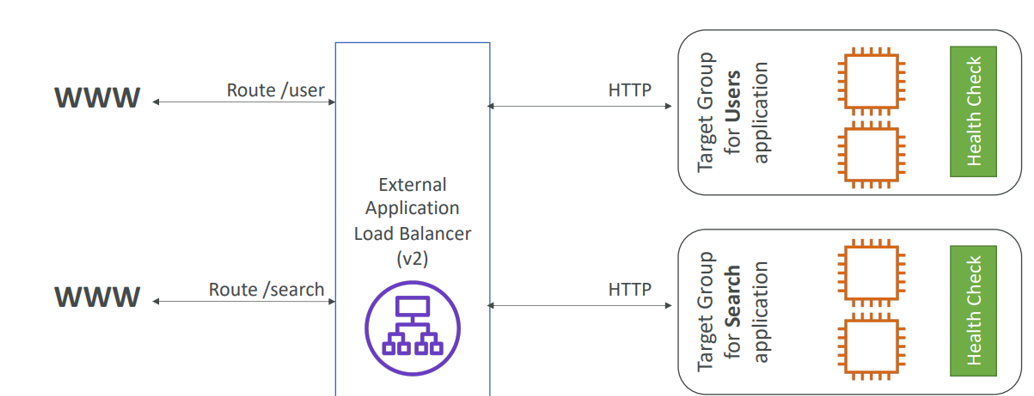 WWW
Route /user
HTTP
Target Group
for Users
application
Health Check
External
Application
Load Balancer
(v2)
WWW
Route /search
HTTP
Target Group
for Search
application
Health Check